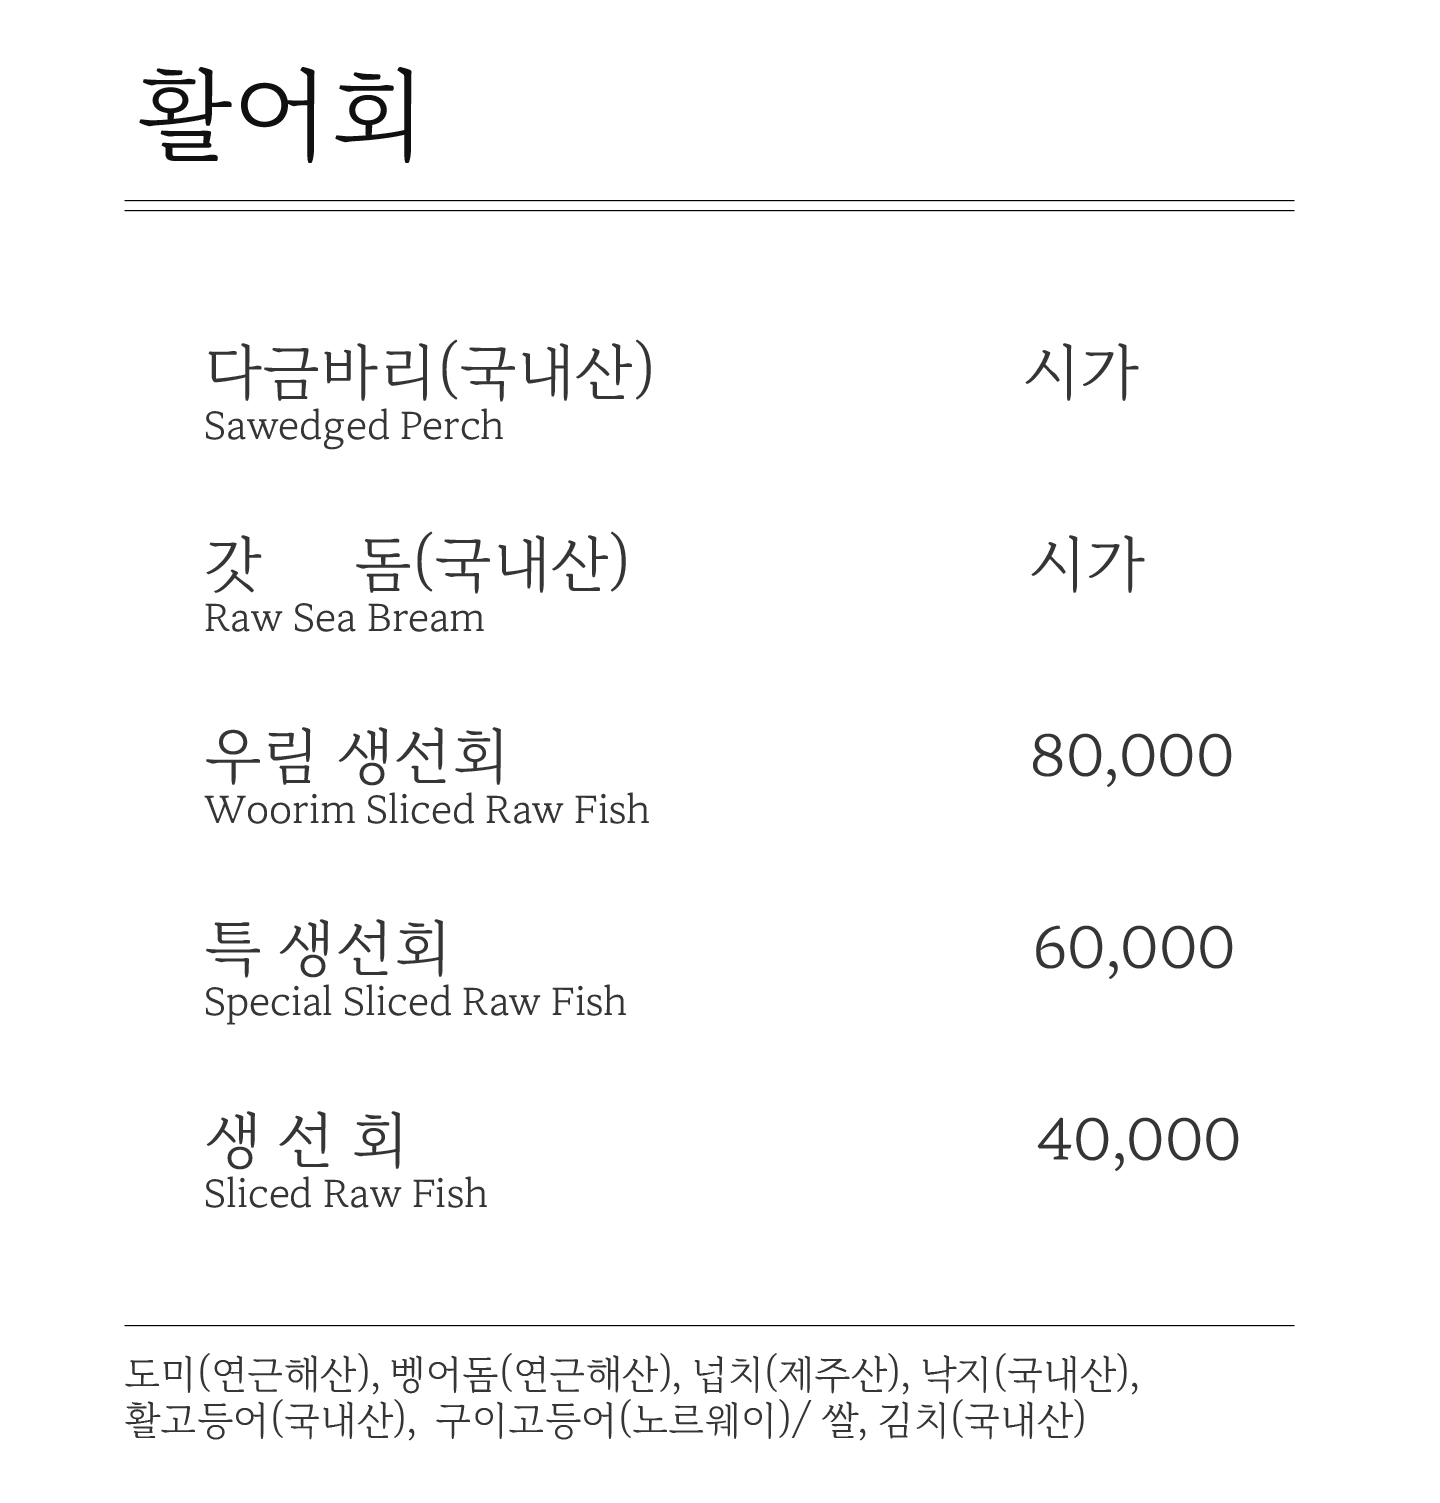 활어회
다금바리(국내산) 시가
Sawedged Perch
갓 돔(국내산) 시가
Raw Sea Bream
우림 생선회 80,000
Woorim Sliced Raw Fish
특 생선회 60,000
Special Sliced Raw Fish
생 선 회 40,000
Sliced Raw Fish
도미(연근해산), 벵어돔(연근해산), 넙치(제주산), 낙지(국내산),
활고등어(국내산), 구이고등어(노르웨이)/ 쌀, 김치(국내산)